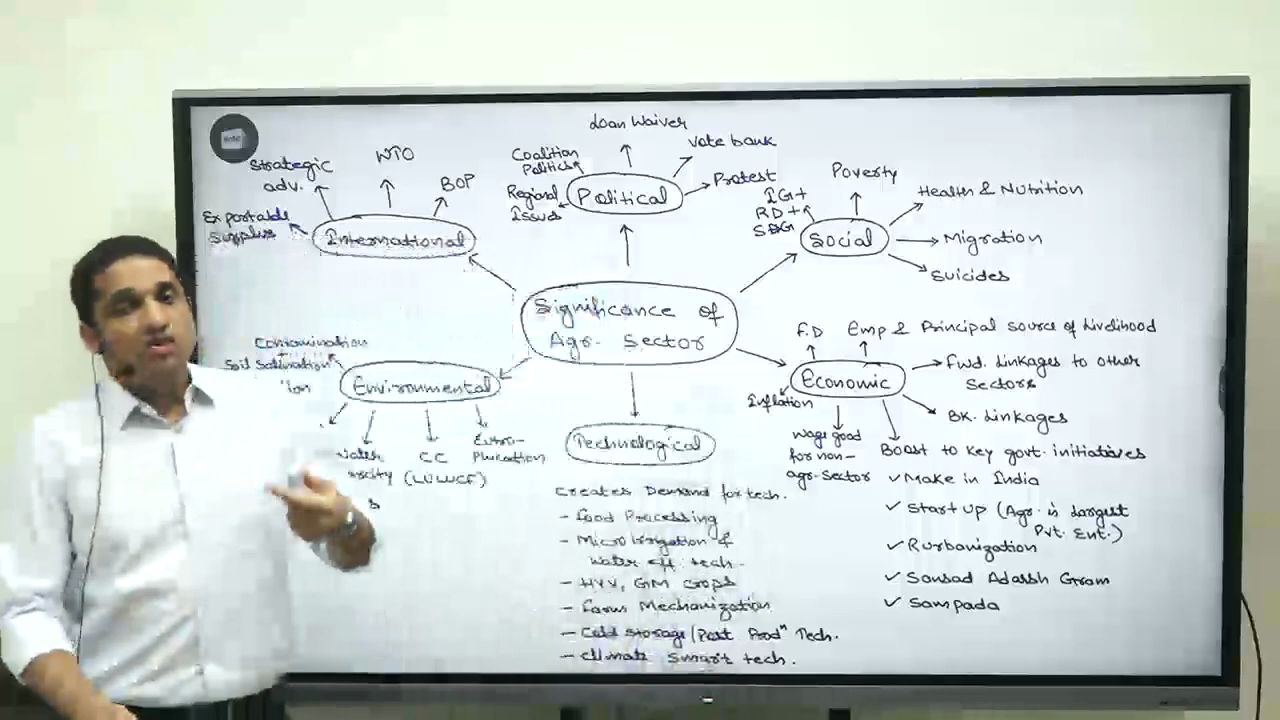 Significance of
Agr. Sector
International
Exportable
Surplus
Strategic
adv.
WTO
BOP
Political
Regional
Issues
Coalition
Politics
Loan Waiver
Vote bank
Protest
Social
IG+
RD+
SDG
Poverty
Health & Nutrition
Migration
Suicides
Economic
Inflation
F.D
Emp & Principal Source of Livelihood
Fwd. Linkages to other
Sectors
BK. Linkages
Wage good
for non-
agr-sector
Boost to Key govt. initiatives
✓ Make in India
✓ Start up (Agr. is Largest
Pvt. Ent.)
✓ Rurbanization
✓ Sansad Adarsh Gram
✓ Sampada
Technological
Creates Demand for tech.
- Food Processing
- Micro Irrigation &
Water eff. tech.
- HYV, GM Crops
- Farm Mechanization
- Cold storage/Post Prodⁿ Tech.
- Climate Smart tech.
Environmental
Contamination
Soil Salination
Water
CC
(LULUCF)
Eutro-